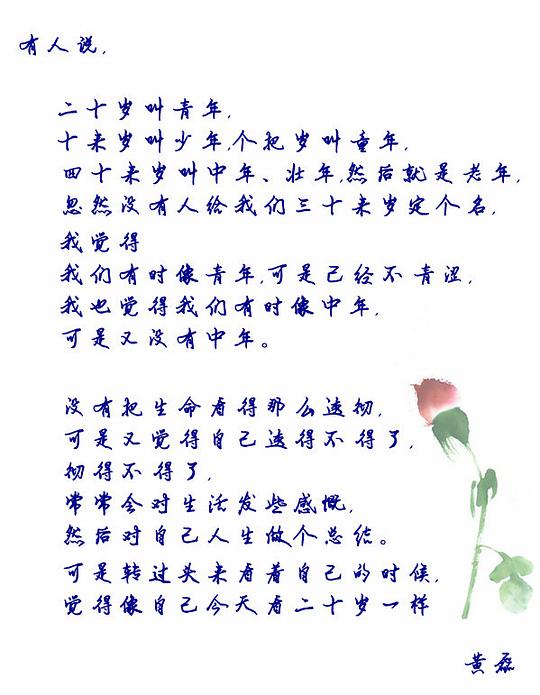 有人说,
二十岁叫青年,
十来岁叫少年,个把岁叫童年,
四十来岁叫中年、壮年,然后就是老年,
忽然没有人给我们三十来岁定个名,
我觉得
我们有时像青年,可是已经不青涩,
我也觉得我们有时像中年,
可是又没有中年。
没有把生命看得那么透彻,
可是又觉得自己透得不得了,
彻得不得了,
常常会对生活发些感慨,
然后对自己人生做个总结。
可是转过头来看着自己的时候,
觉得像自己今天看二十岁一样
黄磊